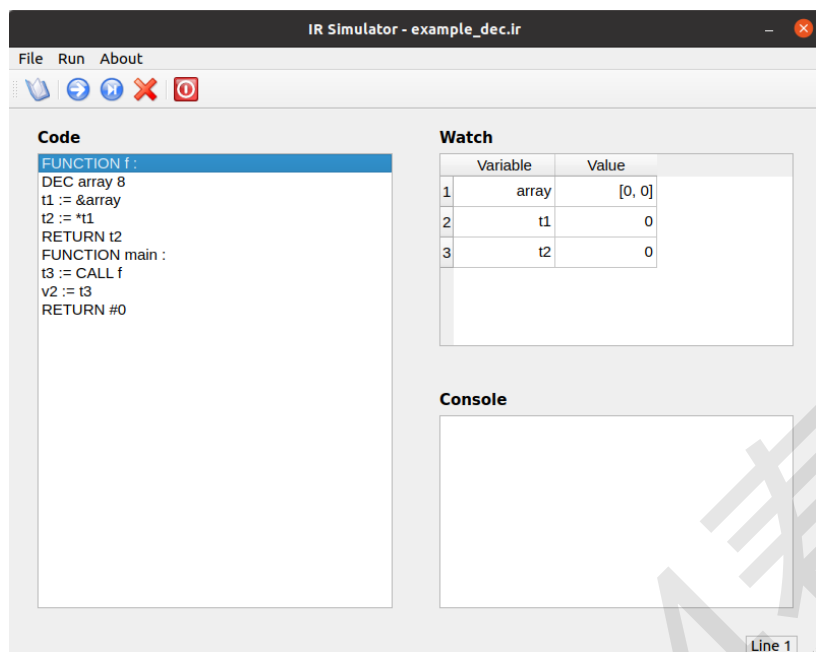 IR Simulator - example_dec.ir
File Run About
Code
FUNCTION f :
DEC array 8
t1 := &array
t2 := *t1
RETURN t2
FUNCTION main :
t3 := CALL f
v2 := t3
RETURN #0
Watch
Variable Value
1 array [0, 0]
2 t1 0
3 t2 0
Console
Line 1